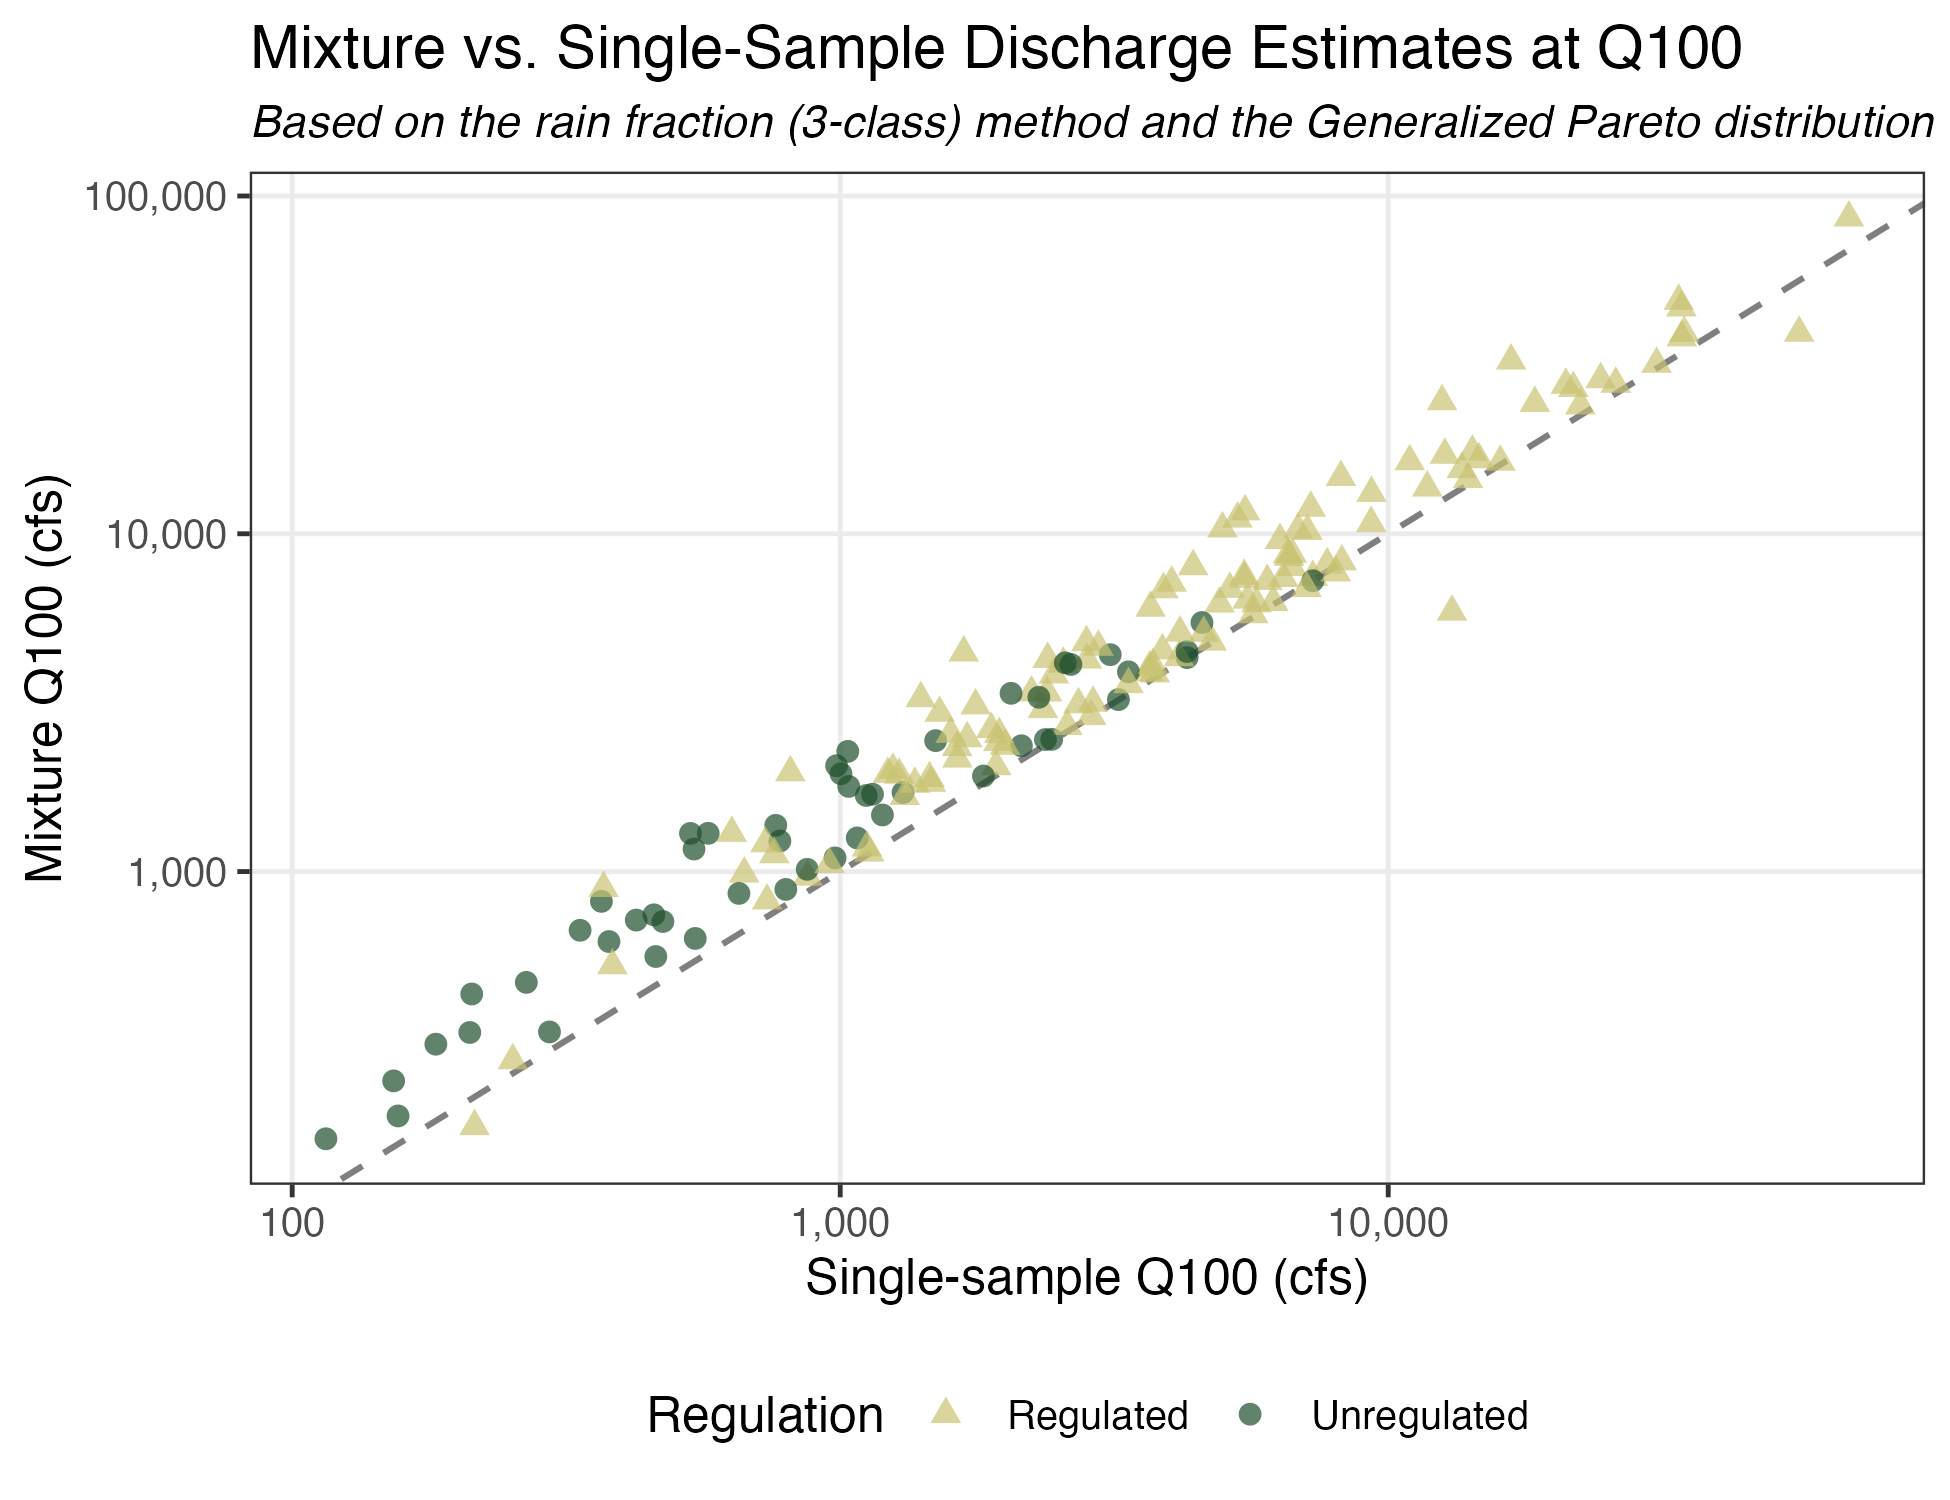 Mixture vs. Single-Sample Discharge Estimates at Q100
Based on the rain fraction (3-class) method and the Generalized Pareto distribution
100,000
10,000
1,000
Mixture Q100 (cfs)
100
1,000
10,000
Single-sample Q100 (cfs)
Regulation
Regulated
Unregulated